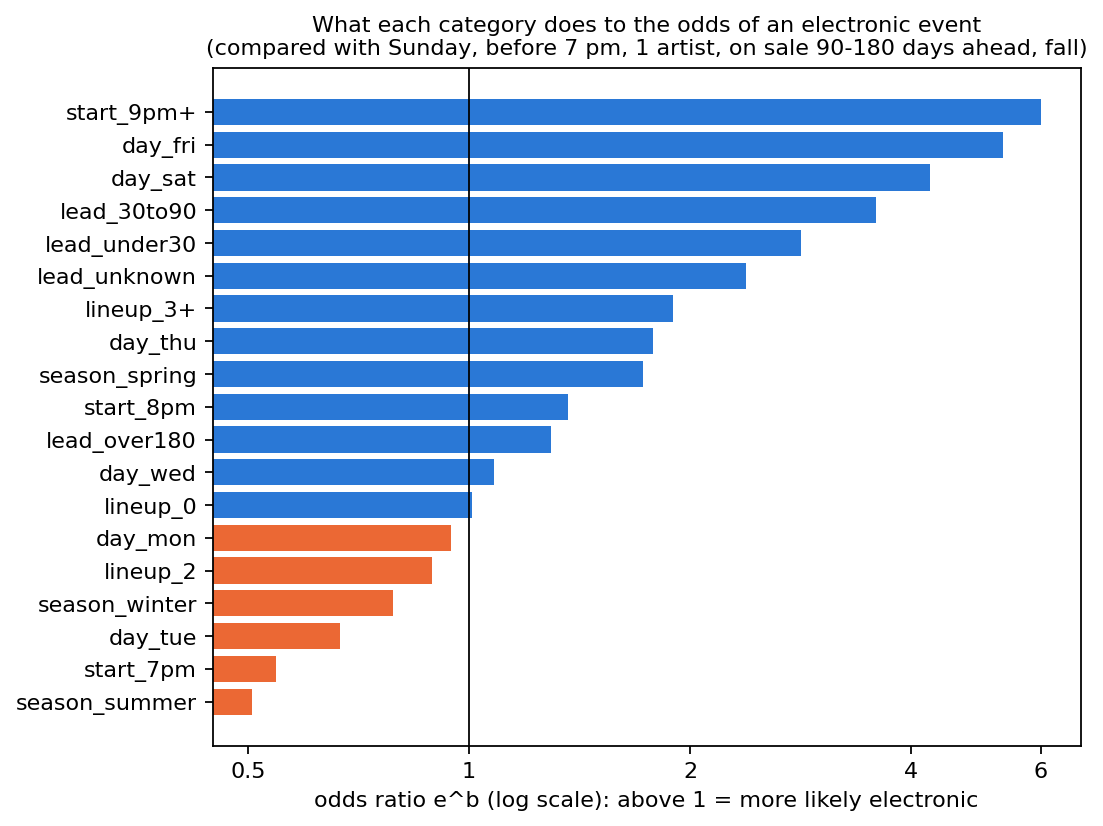 What each category does to the odds of an electronic event
(compared with Sunday, before 7 pm, 1 artist, on sale 90-180 days ahead, fall)
start_9pm+
day_fri
day_sat
lead_30to90
lead_under30
lead_unknown
lineup_3+
day_thu
season_spring
start_8pm
lead_over180
day_wed
lineup_0
day_mon
lineup_2
season_winter
day_tue
start_7pm
season_summer
0.5 1 2 4 6
odds ratio e^b (log scale): above 1 = more likely electronic